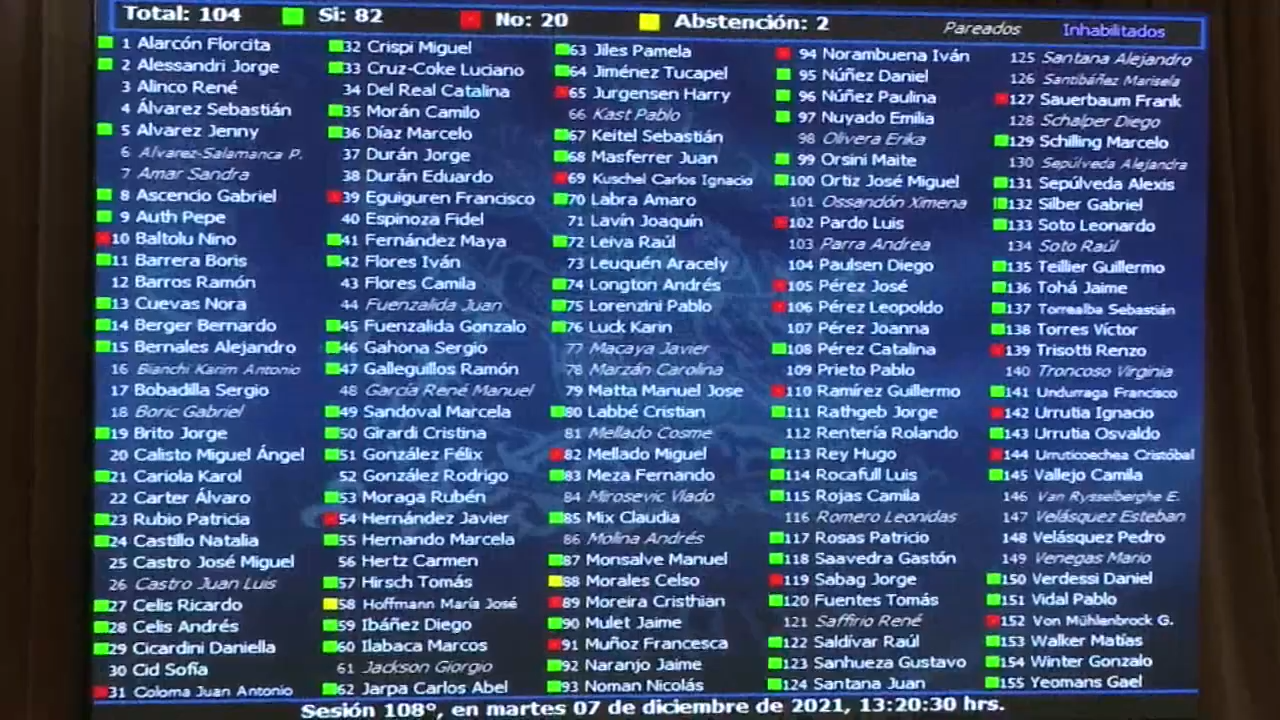 Total: 104 Si: 82 No: 20 Abstención: 2 Pareados Inhabilitados
1 Alarcón Florcita
2 Alessandri Jorge
3 Alinco René
4 Álvarez Sebastián
5 Alvarez Jenny
6 Alvarez-Salamanca P.
7 Amar Sandra
8 Ascencio Gabriel
9 Auth Pepe
10 Baltolu Nino
11 Barrera Boris
12 Barros Ramón
13 Cuevas Nora
14 Berger Bernardo
15 Bernales Alejandro
16 Bianchi Karim Antonio
17 Bobadilla Sergio
18 Boric Gabriel
19 Brito Jorge
20 Calisto Miguel Ángel
21 Cariola Karol
22 Carter Álvaro
23 Rubio Patricia
24 Castillo Natalia
25 Castro José Miguel
26 Castro Juan Luis
27 Celis Ricardo
28 Celis Andrés
29 Cicardini Daniella
30 Cid Sofía
31 Coloma Juan Antonio
32 Crispi Miguel
33 Cruz-Coke Luciano
34 Del Real Catalina
35 Morán Camilo
36 Díaz Marcelo
37 Durán Jorge
38 Durán Eduardo
39 Eguiguren Francisco
40 Espinoza Fidel
41 Fernández Maya
42 Flores Iván
43 Flores Camila
44 Fuenzalida Juan
45 Fuenzalida Gonzalo
46 Gahona Sergio
47 Galleguillos Ramón
48 García René Manuel
49 Sandoval Marcela
50 Girardi Cristina
51 González Félix
52 González Rodrigo
53 Moraga Rubén
54 Hernández Javier
55 Hernando Marcela
56 Hertz Carmen
57 Hirsch Tomás
58 Hoffmann María José
59 Ibáñez Diego
60 Ilabaca Marcos
61 Jackson Giorgio
62 Jarpa Carlos Abel
63 Jiles Pamela
64 Jiménez Tucapel
65 Jurgensen Harry
66 Kast Pablo
67 Keitel Sebastián
68 Masferrer Juan
69 Kuschel Carlos Ignacio
70 Labra Amaro
71 Lavín Joaquín
72 Leiva Raúl
73 Leuquén Aracely
74 Longton Andrés
75 Lorenzini Pablo
76 Luck Karin
77 Macaya Javier
78 Marzán Carolina
79 Matta Manuel Jose
80 Labbé Cristian
81 Mellado Cosme
82 Mellado Miguel
83 Meza Fernando
84 Mirosevic Vlado
85 Mix Claudia
86 Molina Andrés
87 Monsalve Manuel
88 Morales Celso
89 Moreira Cristhian
90 Mulet Jaime
91 Muñoz Francesca
92 Naranjo Jaime
93 Noman Nicolás
94 Norambuena Iván
95 Núñez Daniel
96 Núñez Paulina
97 Nuyado Emilia
98 Olivera Erika
99 Orsini Maite
100 Ortiz José Miguel
101 Ossandón Ximena
102 Pardo Luis
103 Parra Andrea
104 Paulsen Diego
105 Pérez José
106 Pérez Leopoldo
107 Pérez Joanna
108 Pérez Catalina
109 Prieto Pablo
110 Ramírez Guillermo
111 Rathgeb Jorge
112 Rentería Rolando
113 Rey Hugo
114 Rocafull Luis
115 Rojas Camila
116 Romero Leonidas
117 Rosas Patricio
118 Saavedra Gastón
119 Sabag Jorge
120 Fuentes Tomás
121 Saffirio René
122 Saldívar Raúl
123 Sanhueza Gustavo
124 Santana Juan
125 Santana Alejandro
126 Santibáñez Marisela
127 Sauerbaum Frank
128 Schalper Diego
129 Schilling Marcelo
130 Sepúlveda Alejandra
131 Sepúlveda Alexis
132 Silber Gabriel
133 Soto Leonardo
134 Soto Raúl
135 Teillier Guillermo
136 Tohá Jaime
137 Torrealba Sebastián
138 Torres Víctor
139 Trisotti Renzo
140 Troncoso Virginia
141 Undurraga Francisco
142 Urrutia Ignacio
143 Urrutia Osvaldo
144 Urruticoechea Cristóbal
145 Vallejo Camila
146 Van Rysselberghe E.
147 Velásquez Esteban
148 Velásquez Pedro
149 Venegas Mario
150 Verdessi Daniel
151 Vidal Pablo
152 Von Mühlenbrock G.
153 Walker Matías
154 Winter Gonzalo
155 Yeomans Gael
Sesión 108°, en martes 07 de diciembre de 2021, 13:20:30 hrs.